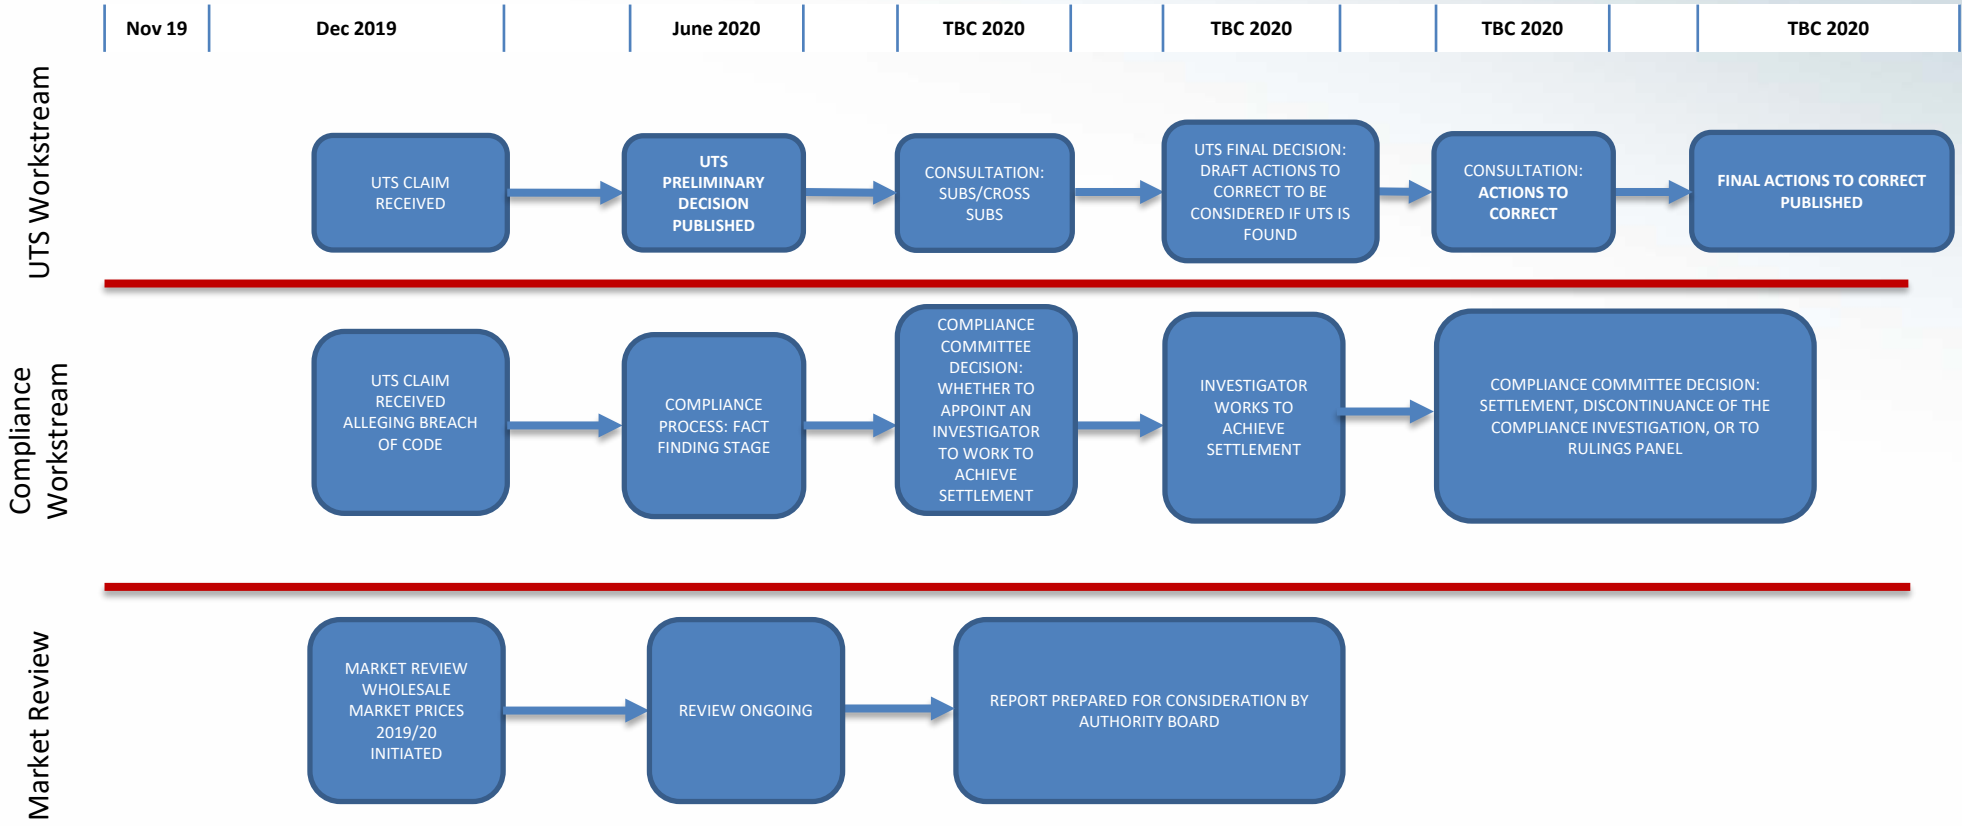 Nov 19
Dec 2019
June 2020
TBC 2020
TBC 2020
TBC 2020
TBC 2020
UTS Workstream
UTS CLAIM
RECEIVED
UTS
PRELIMINARY
DECISION
PUBLISHED
CONSULTATION:
SUBS/CROSS
SUBS
UTS FINAL DECISION:
DRAFT ACTIONS TO
CORRECT TO BE
CONSIDERED IF UTS IS
FOUND
CONSULTATION:
ACTIONS TO
CORRECT
FINAL ACTIONS TO CORRECT
PUBLISHED
Compliance
Workstream
UTS CLAIM
RECEIVED
ALLEGING BREACH
OF CODE
COMPLIANCE
PROCESS: FACT
FINDING STAGE
COMPLIANCE
COMMITTEE
DECISION:
WHETHER TO
APPOINT AN
INVESTIGATOR
TO WORK TO
ACHIEVE
SETTLEMENT
INVESTIGATOR
WORKS TO
ACHIEVE
SETTLEMENT
COMPLIANCE COMMITTEE DECISION:
SETTLEMENT, DISCONTINUANCE OF THE
COMPLIANCE INVESTIGATION, OR TO
RULINGS PANEL
Market Review
MARKET REVIEW
WHOLESALE
MARKET PRICES
2019/20
INITIATED
REVIEW ONGOING
REPORT PREPARED FOR CONSIDERATION BY
AUTHORITY BOARD